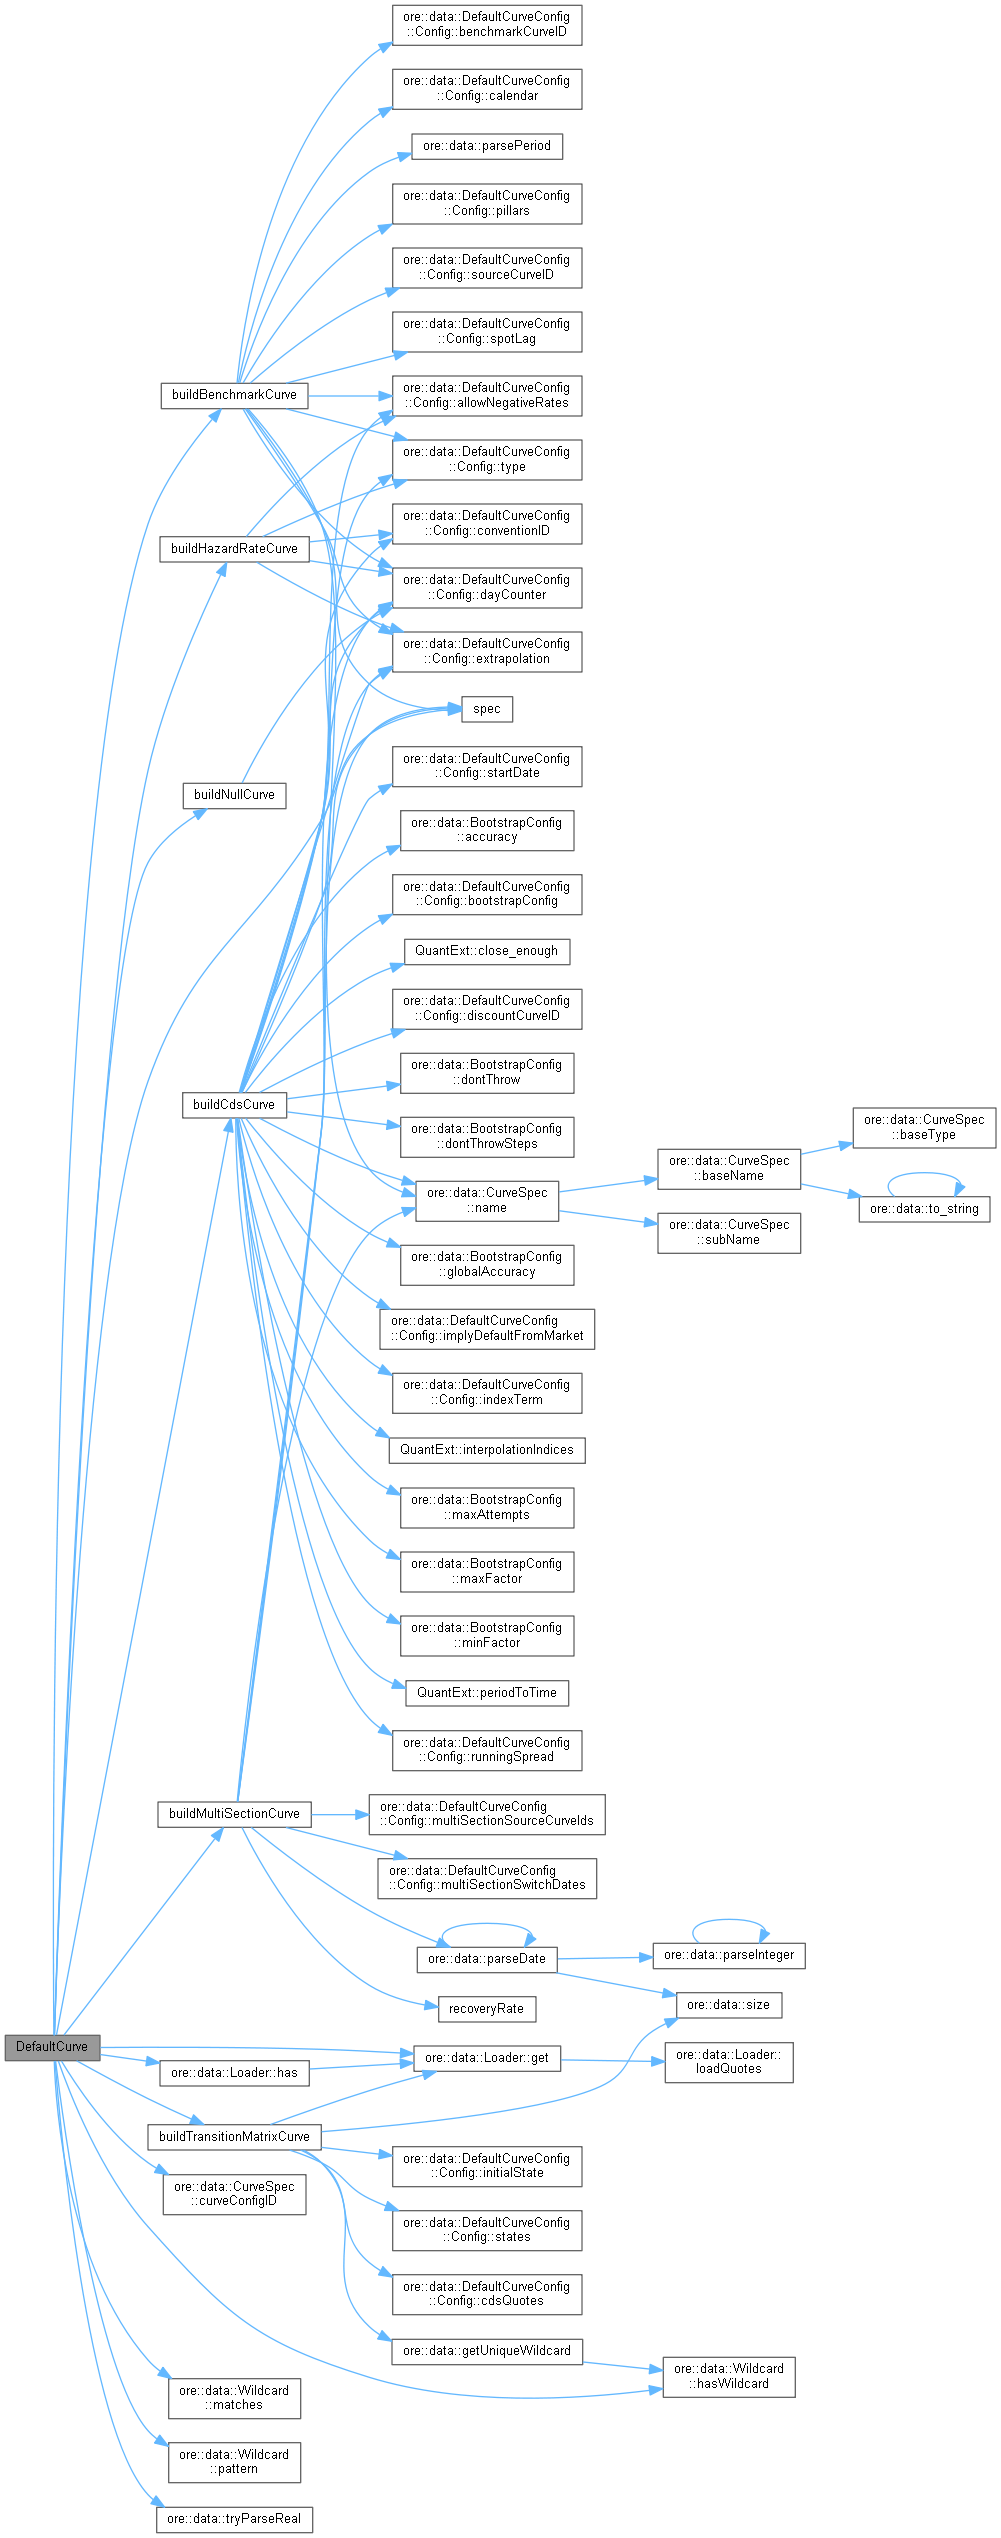 ore::data::DefaultCurveConfig
::Config::benchmarkCurveID
ore::data::DefaultCurveConfig
::Config::calendar
ore::data::parsePeriod
ore::data::DefaultCurveConfig
::Config::pillars
ore::data::DefaultCurveConfig
::Config::sourceCurveID
ore::data::DefaultCurveConfig
::Config::spotLag
buildBenchmarkCurve
ore::data::DefaultCurveConfig
::Config::allowNegativeRates
ore::data::DefaultCurveConfig
::Config::type
ore::data::DefaultCurveConfig
::Config::conventionID
buildHazardRateCurve
ore::data::DefaultCurveConfig
::Config::dayCounter
ore::data::DefaultCurveConfig
::Config::extrapolation
spec
ore::data::DefaultCurveConfig
::Config::startDate
buildNullCurve
ore::data::BootstrapConfig
::accuracy
ore::data::DefaultCurveConfig
::Config::bootstrapConfig
QuantExt::close_enough
ore::data::DefaultCurveConfig
::Config::discountCurveID
ore::data::BootstrapConfig
::dontThrow
buildCdsCurve
ore::data::BootstrapConfig
::dontThrowSteps
ore::data::CurveSpec
::name
ore::data::CurveSpec
::baseName
ore::data::CurveSpec
::baseType
ore::data::to_string
ore::data::CurveSpec
::subName
ore::data::BootstrapConfig
::globalAccuracy
ore::data::DefaultCurveConfig
::Config::implyDefaultFromMarket
ore::data::DefaultCurveConfig
::Config::indexTerm
QuantExt::interpolationIndices
ore::data::BootstrapConfig
::maxAttempts
ore::data::BootstrapConfig
::maxFactor
ore::data::BootstrapConfig
::minFactor
QuantExt::periodToTime
ore::data::DefaultCurveConfig
::Config::runningSpread
buildMultiSectionCurve
ore::data::DefaultCurveConfig
::Config::multiSectionSourceCurveIds
ore::data::DefaultCurveConfig
::Config::multiSectionSwitchDates
ore::data::parseDate
ore::data::parseInteger
ore::data::size
recoveryRate
DefaultCurve
ore::data::Loader::has
ore::data::Loader::get
ore::data::Loader::
loadQuotes
buildTransitionMatrixCurve
ore::data::DefaultCurveConfig
::Config::initialState
ore::data::CurveSpec
::curveConfigID
ore::data::DefaultCurveConfig
::Config::states
ore::data::DefaultCurveConfig
::Config::cdsQuotes
ore::data::getUniqueWildcard
ore::data::Wildcard
::hasWildcard
ore::data::Wildcard
::matches
ore::data::Wildcard
::pattern
ore::data::tryParseReal